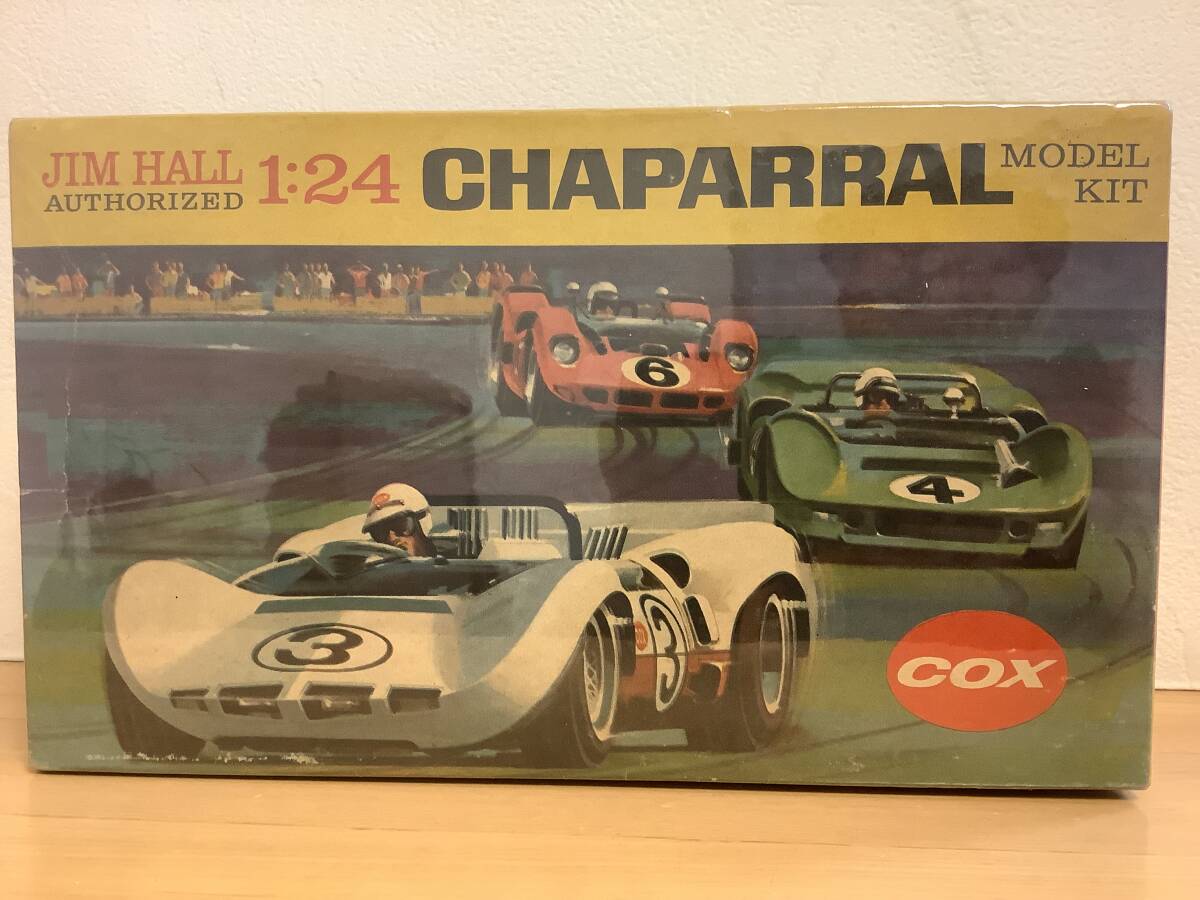 JIM HALL
AUTHORIZED
1:24
CHAPARRAL
MODEL
KIT
6
4
3
3
COX